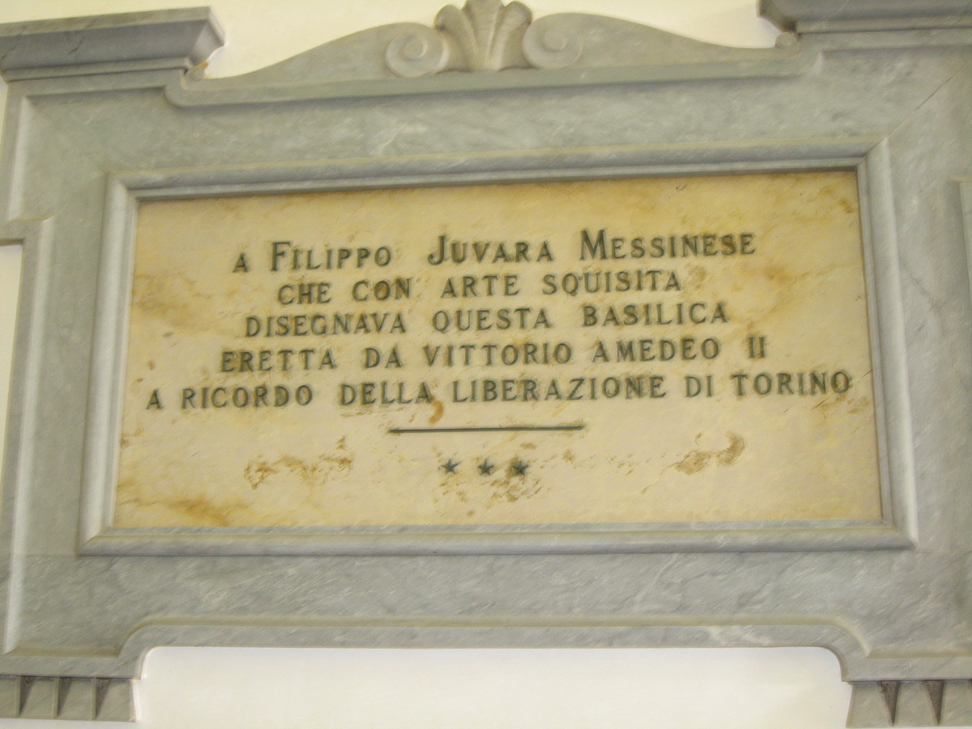 A FILIPPO JUVARA MESSINESE
CHE CON ARTE SQUISITA
DISEGNAVA QUESTA BASILICA
ERETTA DA VITTORIO AMEDEO II
A RICORDO DELLA LIBERAZIONE DI TORINO